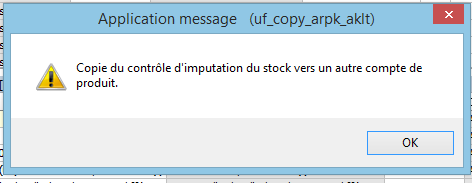 Application message (uf_copy_arpk_aklt)
Copie du contrôle d'imputation du stock vers un autre compte de
produit.
OK